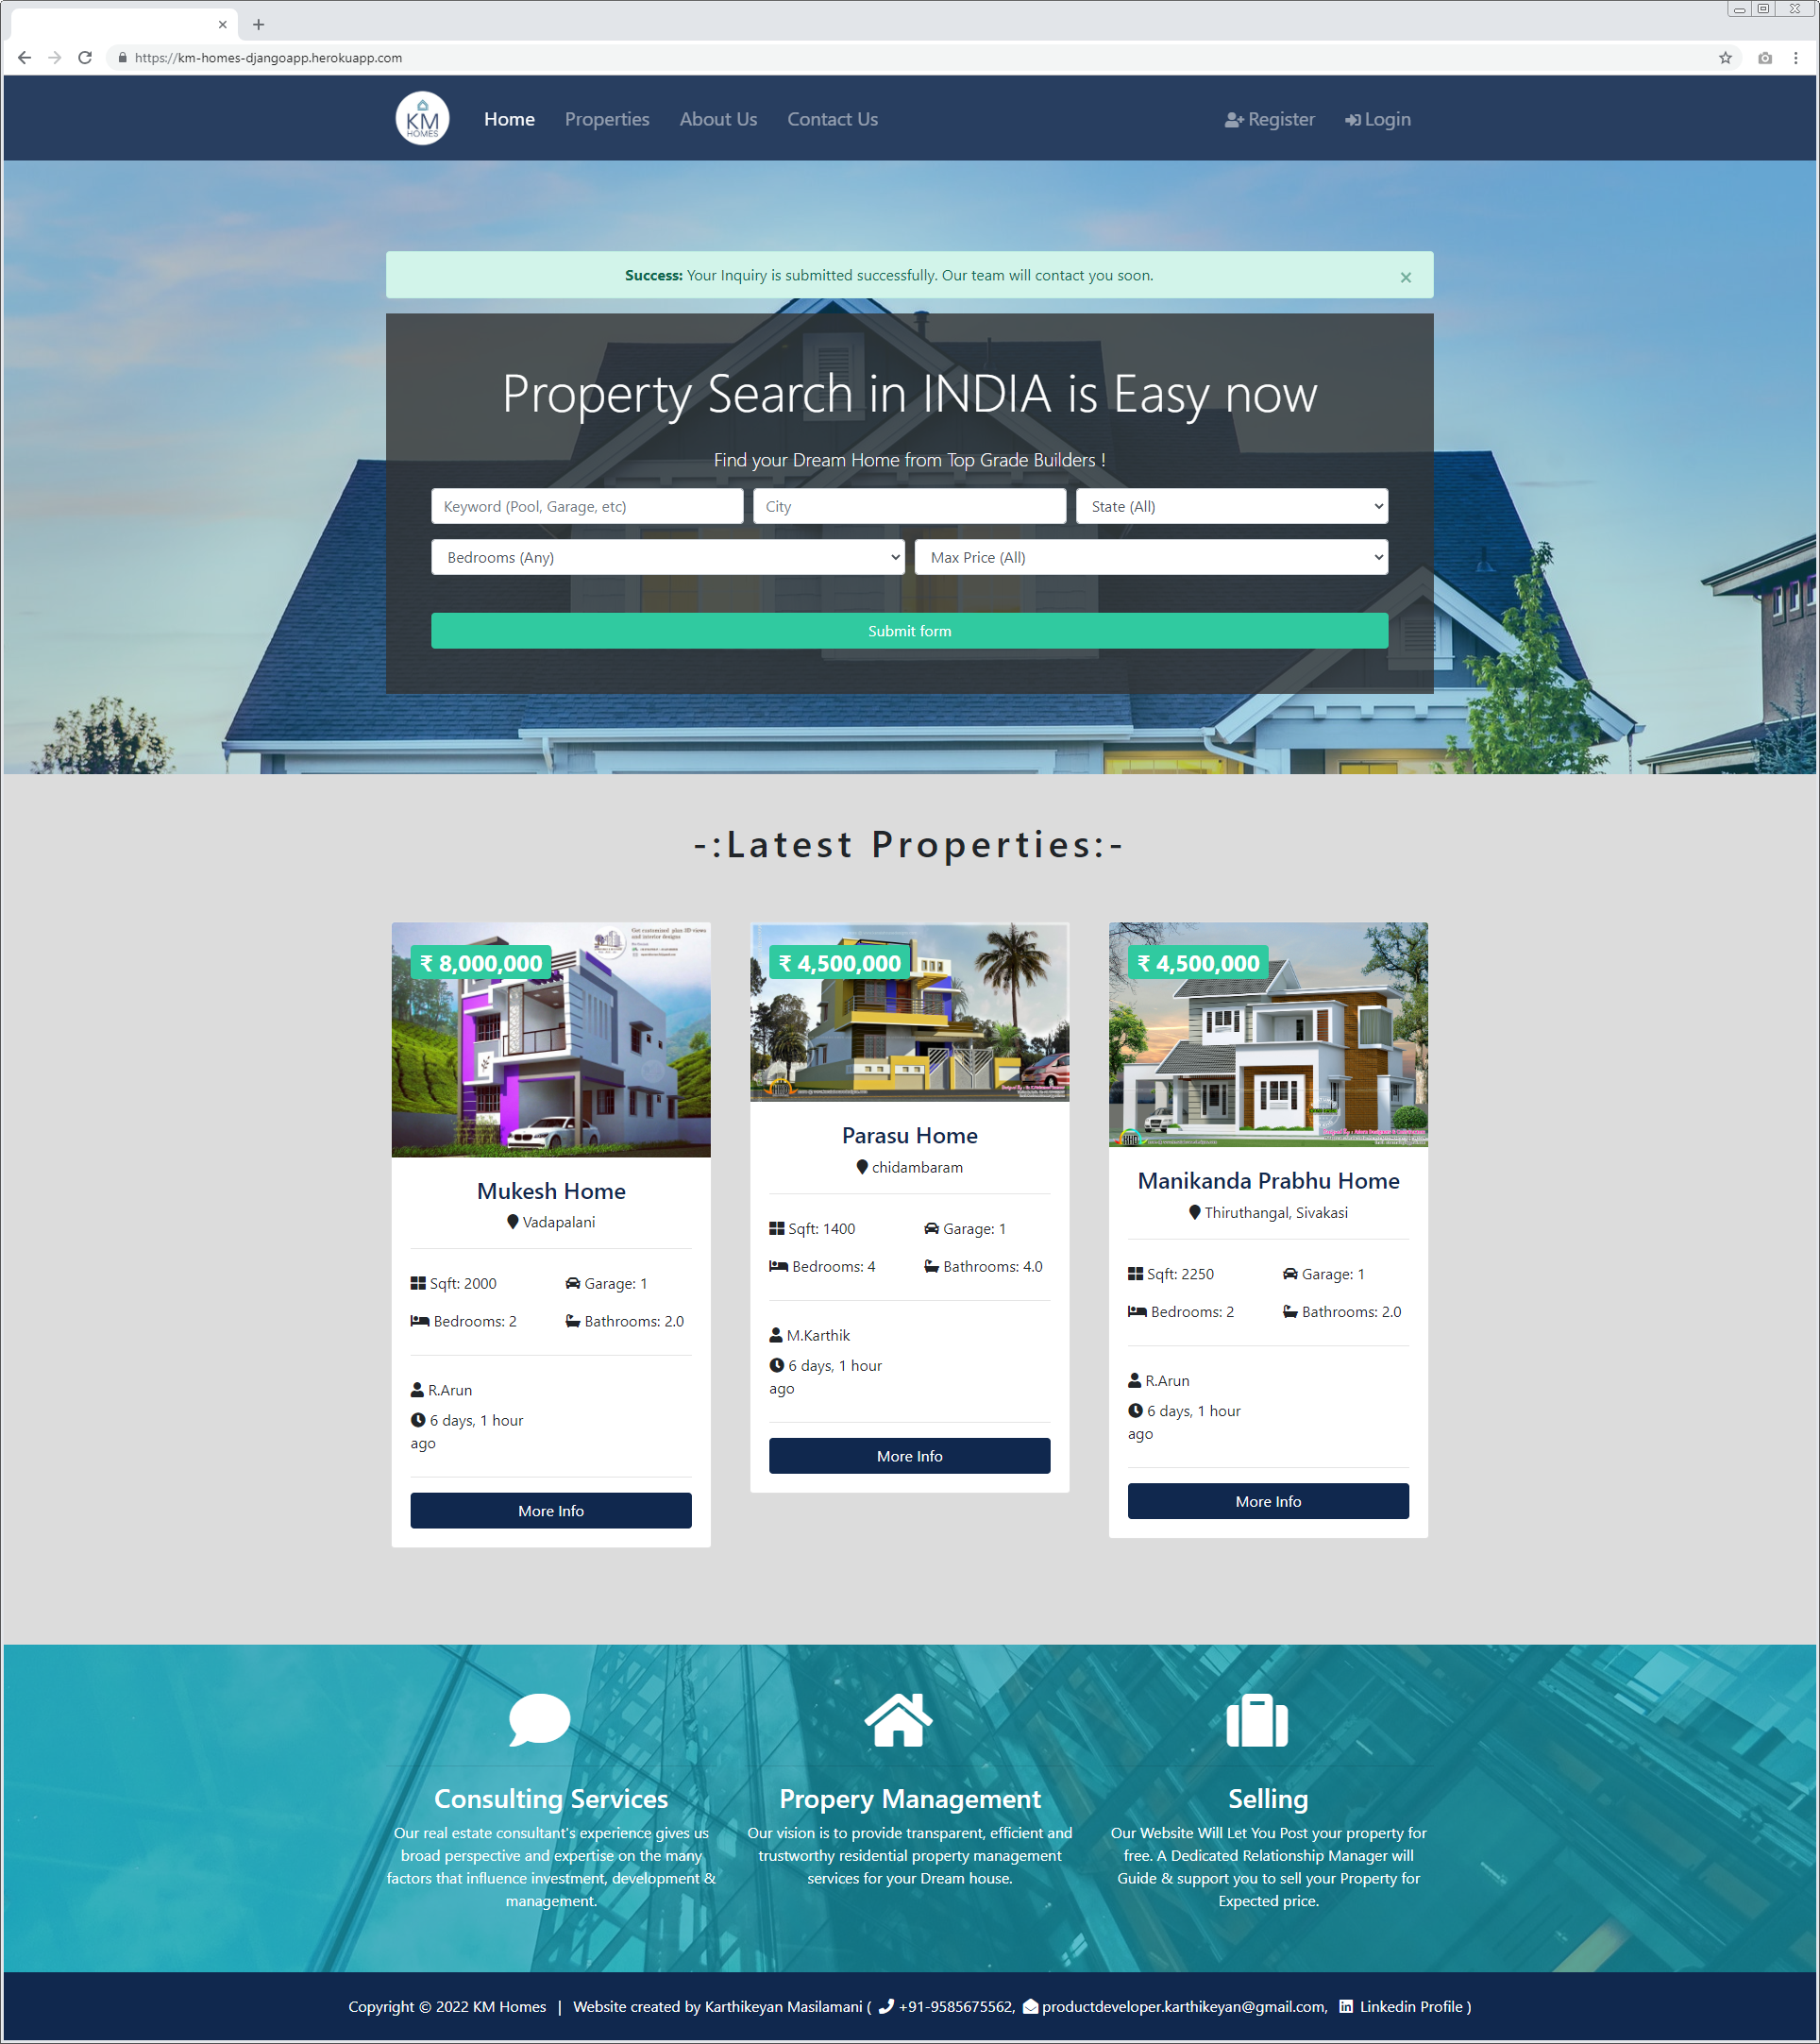 https://km-homes-djangoapp.herokuapp.com
KM
HOMES
Home Properties About Us Contact Us Register Login
Success: Your Inquiry is submitted successfully. Our team will contact you soon. ×
Property Search in INDIA is Easy now
Find your Dream Home from Top Grade Builders !
Keyword (Pool, Garage, etc) City State (All)
Bedrooms (Any) Max Price (All)
Submit form
-:Latest Properties:-
₹ 8,000,000
Get customized plan 3D views
and interior designs
Mukesh Home
Vadapalani
Sqft: 2000 Garage: 1
Bedrooms: 2 Bathrooms: 2.0
R.Arun
6 days, 1 hour
ago
More Info
₹ 4,500,000
Parasu Home
chidambaram
Sqft: 1400 Garage: 1
Bedrooms: 4 Bathrooms: 4.0
M.Karthik
6 days, 1 hour
ago
More Info
₹ 4,500,000
KHD
Manikanda Prabhu Home
Thiruthangal, Sivakasi
Sqft: 2250 Garage: 1
Bedrooms: 2 Bathrooms: 2.0
R.Arun
6 days, 1 hour
ago
More Info
Consulting Services
Our real estate consultant's experience gives us
broad perspective and expertise on the many
factors that influence investment, development &
management.
Propery Management
Our vision is to provide transparent, efficient and
trustworthy residential property management
services for your Dream house.
Selling
Our Website Will Let You Post your property for
free. A Dedicated Relationship Manager will
Guide & support you to sell your Property for
Expected price.
Copyright © 2022 KM Homes | Website created by Karthikeyan Masilamani ( +91-9585675562, productdeveloper.karthikeyan@gmail.com, Linkedin Profile )